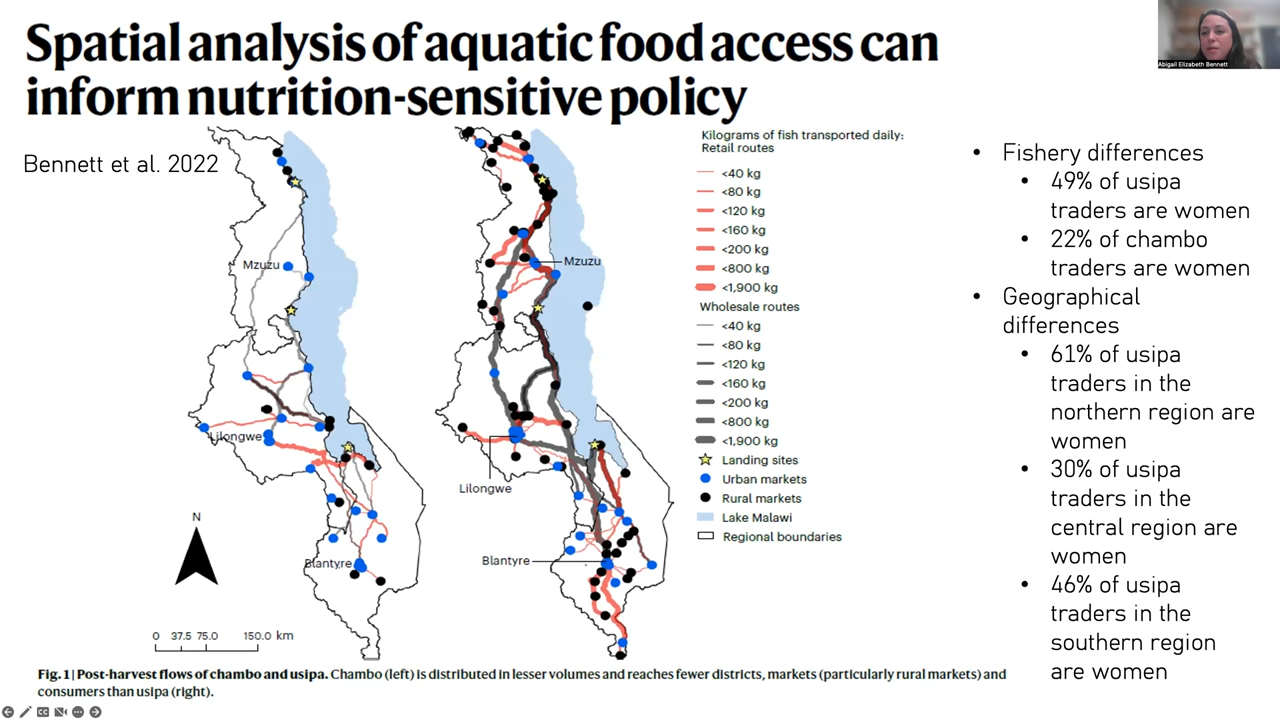 Spatial analysis of aquatic food access can
inform nutrition-sensitive policy
Abigail Elizabeth Bennett
Bennett et al. 2022
Mzuzu
Lilongwe
Blantyre
N
0 37.5 75.0 150.0 km
Mzuzu
Lilongwe
Blantyre
Kilograms of fish transported daily:
Retail routes
<40 kg
<80 kg
<120 kg
<160 kg
<200 kg
<800 kg
<1,900 kg
Wholesale routes
<40 kg
<80 kg
<120 kg
<160 kg
<200 kg
<800 kg
<1,900 kg
Landing sites
Urban markets
Rural markets
Lake Malawi
Regional boundaries
• Fishery differences
• 49% of usipa
traders are women
• 22% of chambo
traders are women
• Geographical
differences
• 61% of usipa
traders in the
northern region are
women
• 30% of usipa
traders in the
central region are
women
• 46% of usipa
traders in the
southern region
are women
Fig. 1 | Post-harvest flows of chambo and usipa. Chambo (left) is distributed in lesser volumes and reaches fewer districts, markets (particularly rural markets) and
consumers than usipa (right).
CC